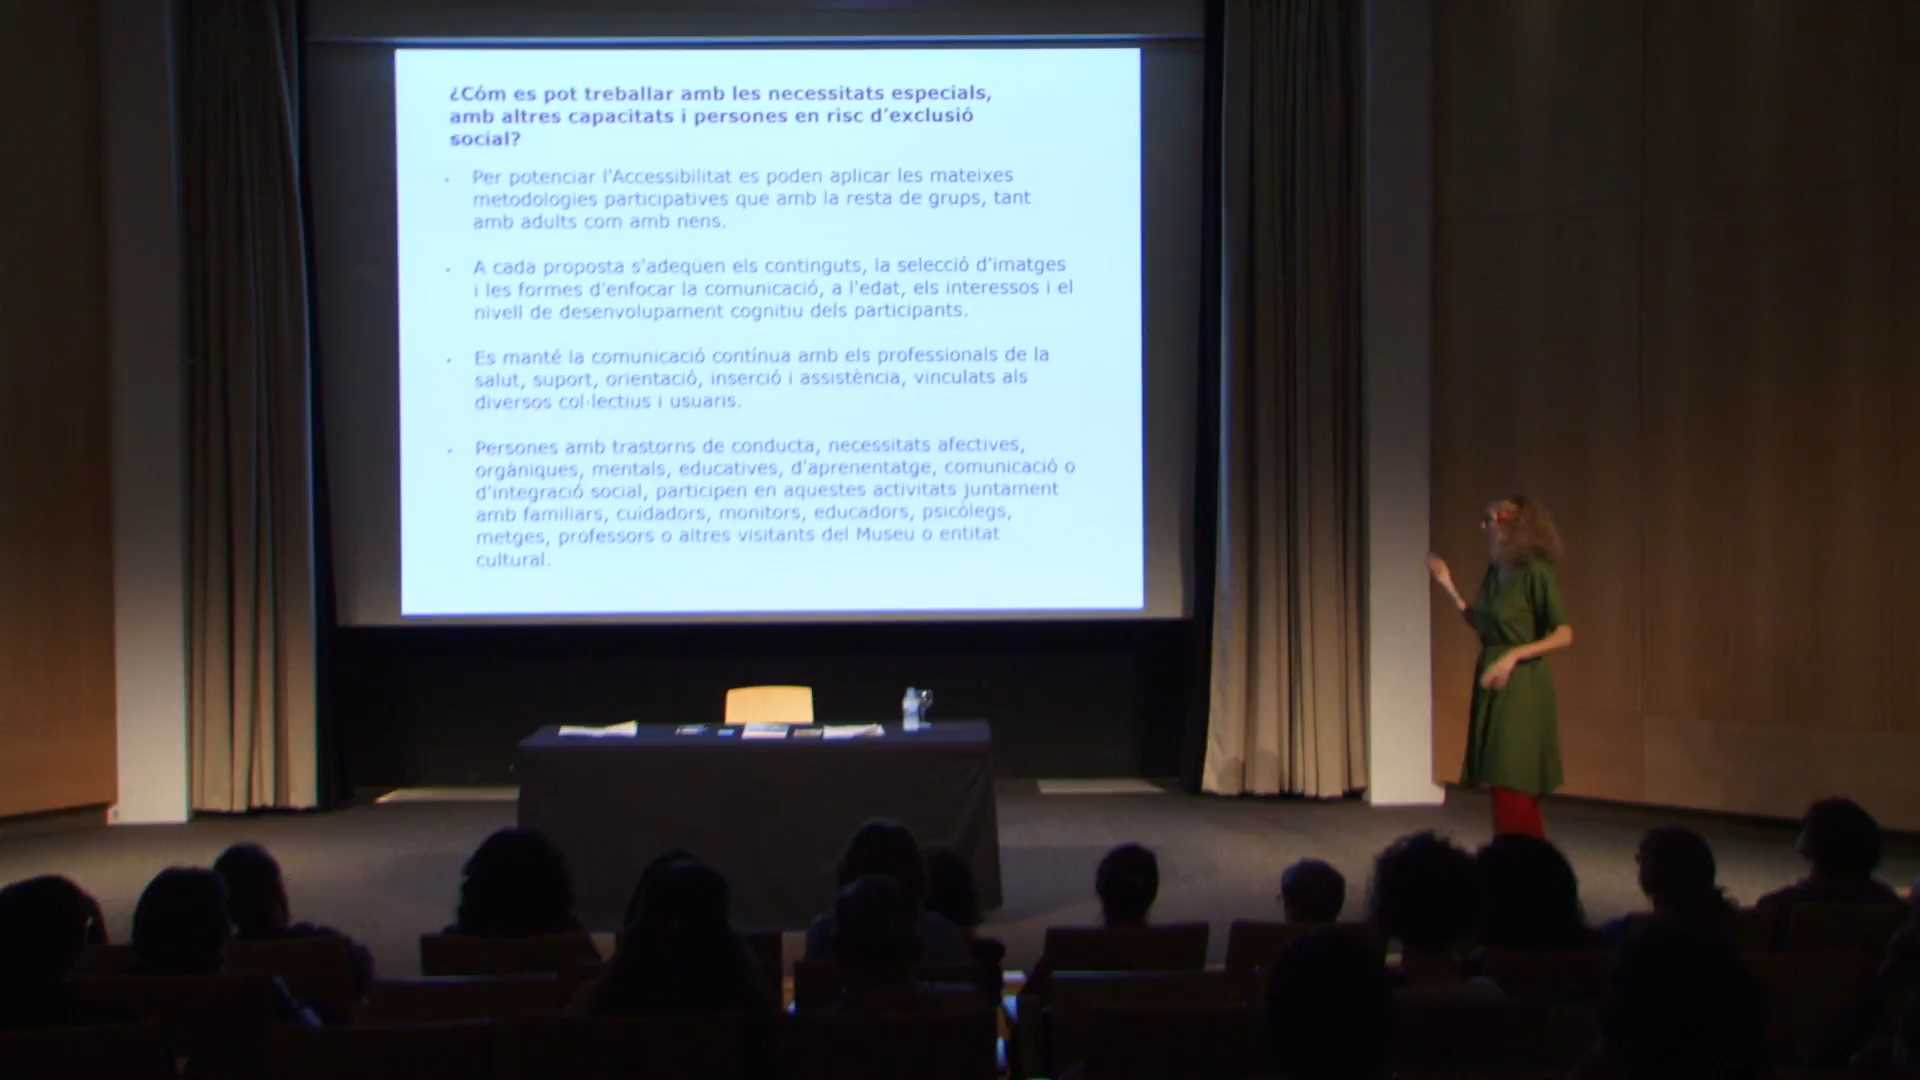 ¿Cóm es pot treballar amb les necessitats especials,
amb altres capacitats i persones en risc d'exclusió
social?
Per potenciar l'Accessibilitat es poden aplicar les mateixes
metodologies participatives que amb la resta de grups, tant
amb adults com amb nens.
A cada proposta s'adeqüen els continguts, la selecció d'imatges
i les formes d'enfocar la comunicació, a l'edat, els interessos i el
nivell de desenvolupament cognitiu dels participants.
Es manté la comunicació contínua amb els professionals de la
salut, suport, orientació, inserció i assistència, vinculats als
diversos col·lectius i usuaris.
Persones amb trastorns de conducta, necessitats afectives,
orgàniques, mentals, educatives, d'aprenentatge, comunicació o
d'integració social, participen en aquestes activitats juntament
amb familiars, cuidadors, monitors, educadors, psicólegs,
metges, professors o altres visitants del Museu o entitat
cultural.